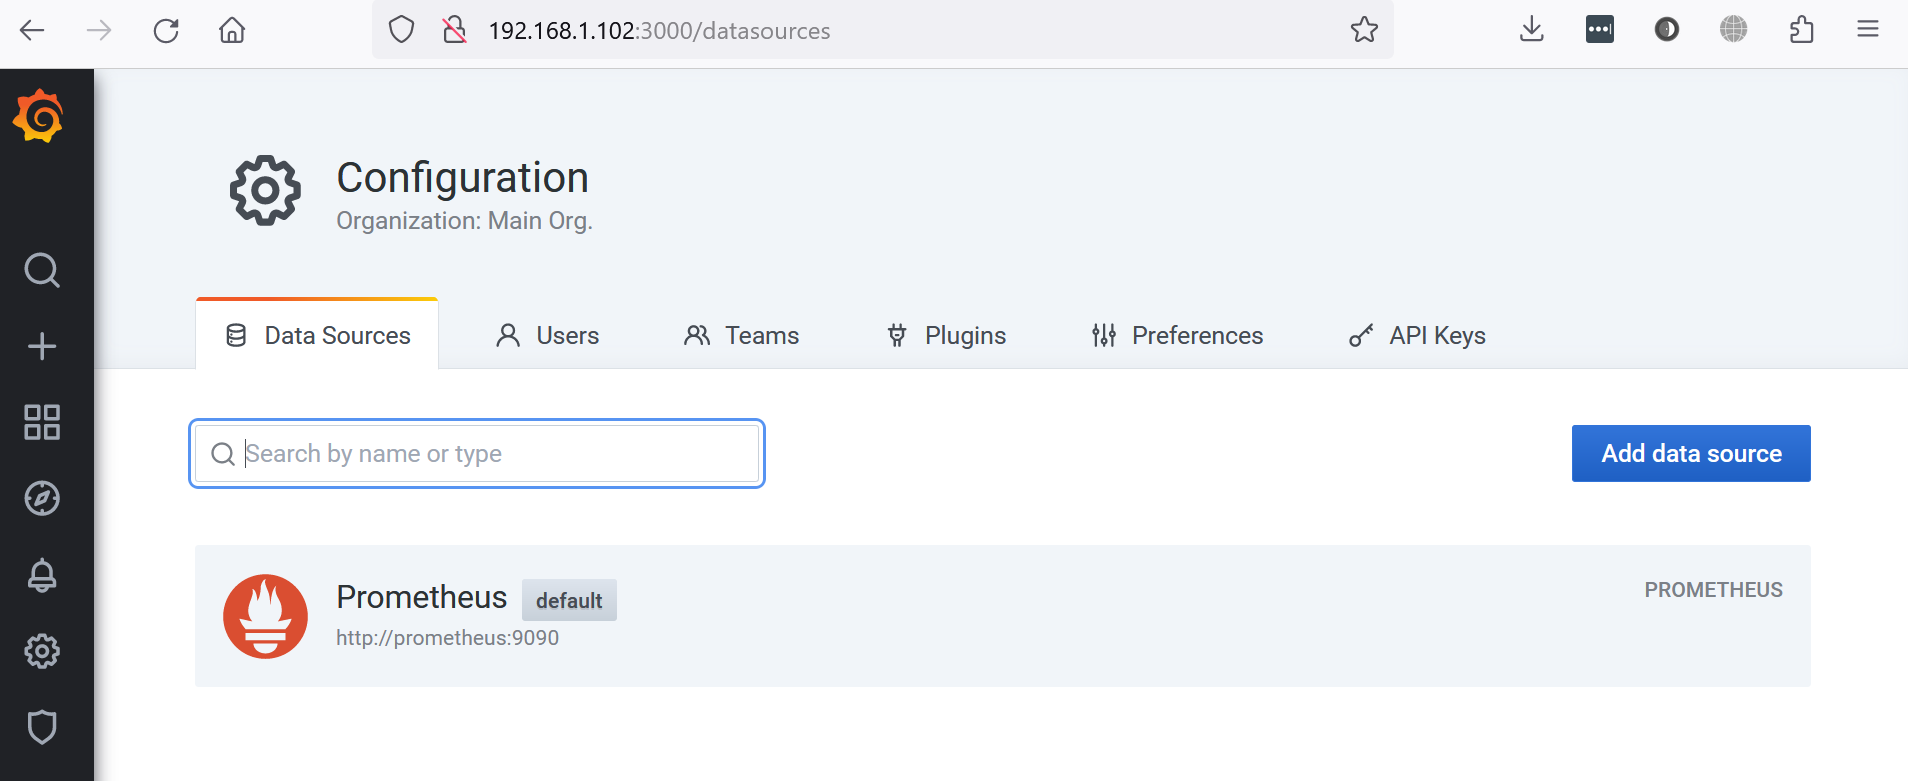 192.168.1.102:3000/datasources
Configuration
Organization: Main Org.
Data Sources
Users
Teams
Plugins
Preferences
API Keys
Search by name or type
Add data source
Prometheus
default
PROMETHEUS
http://prometheus:9090